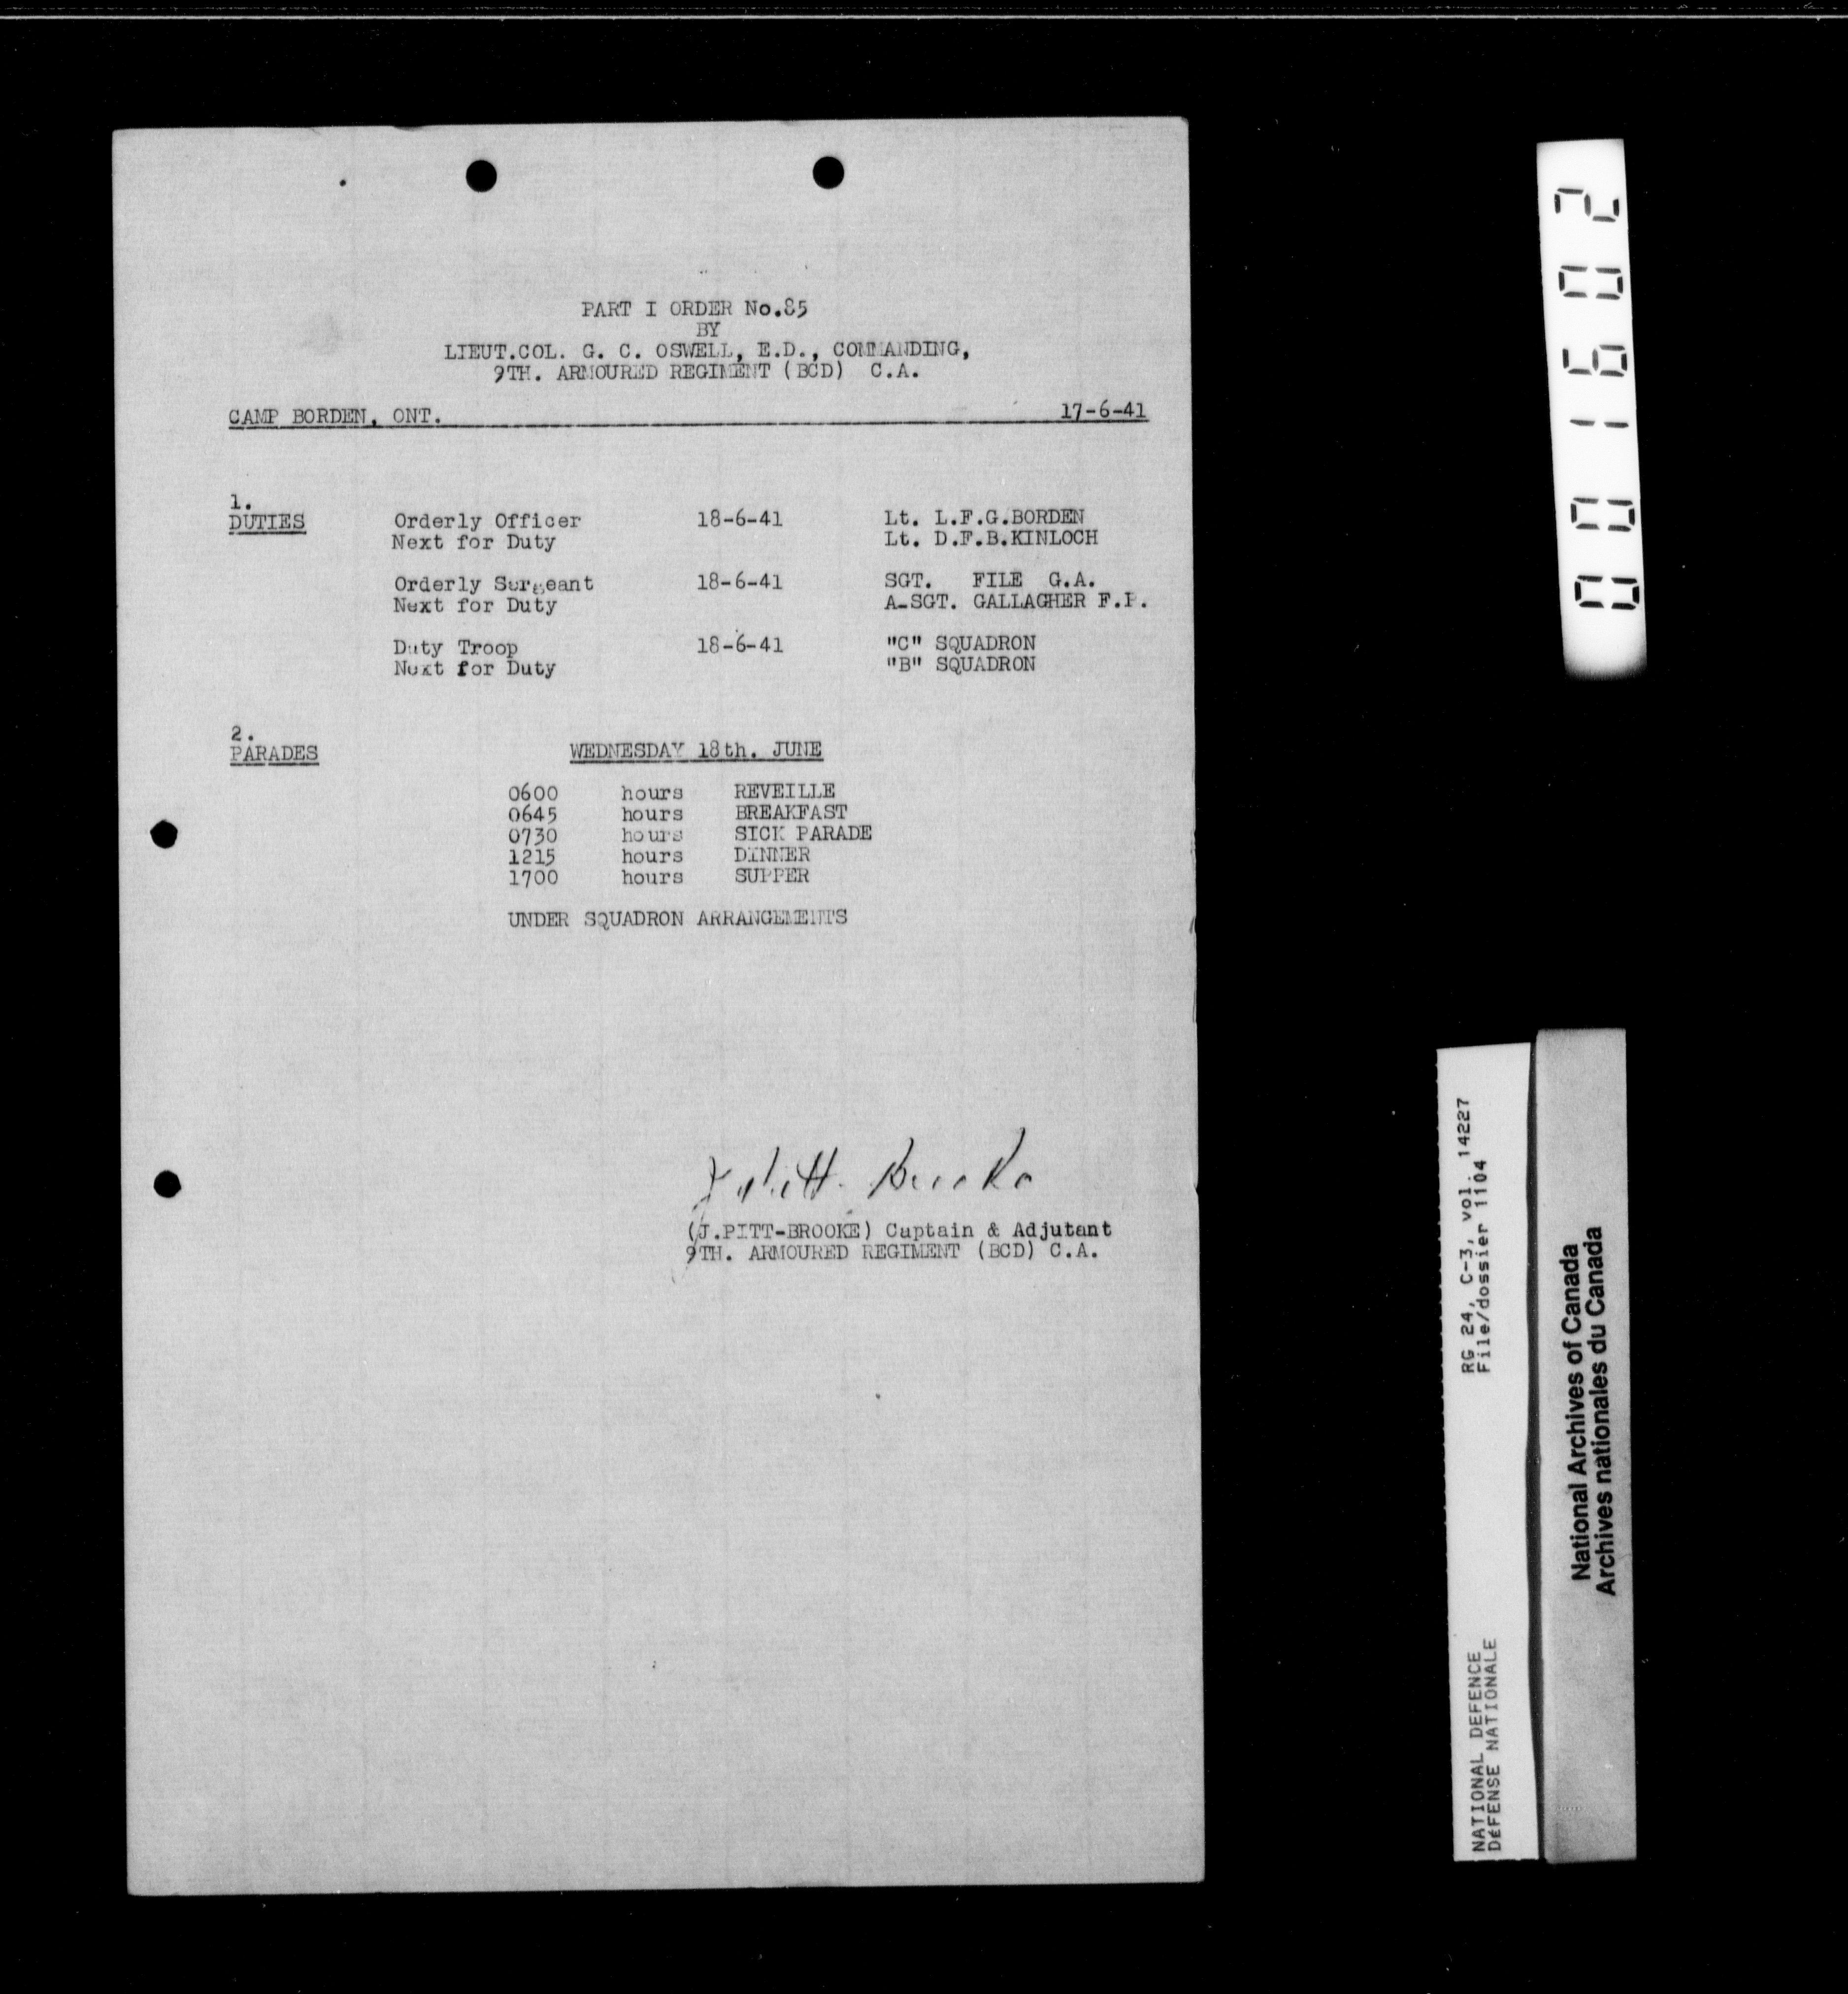 PART I ORDER No.85
BY
LIEUT.COL. G. C. OSWELL, E.D., COMMANDING,
9TH. ARMOURED REGIMENT (BCD) C.A.
CAMP BORDEN, ONT. 17-6-41
1.
DUTIES Orderly Officer 18-6-41 Lt. L.F.G.BORDEN
Next for Duty Lt. D.F.B.KINLOCH
Orderly Sergeant 18-6-41 SGT. FILE G.A.
Next for Duty A-SGT. GALLAGHER F.P.
Duty Troop 18-6-41 "C" SQUADRON
Next for Duty "B" SQUADRON
2.
PARADES WEDNESDAY 18th. JUNE
0600 hours REVEILLE
0645 hours BREAKFAST
0730 hours SICK PARADE
1215 hours DINNER
1700 hours SUPPER
UNDER SQUADRON ARRANGEMENTS
J Pitt-Brooke
(J.PITT-BROOKE) Captain & Adjutant
9TH. ARMOURED REGIMENT (BCD) C.A.
001602
NATIONAL DEFENCE RG 24, C-3, vol. 14227
DéFENSE NATIONALE File/dossier 1104
National Archives of Canada
Archives nationales du Canada